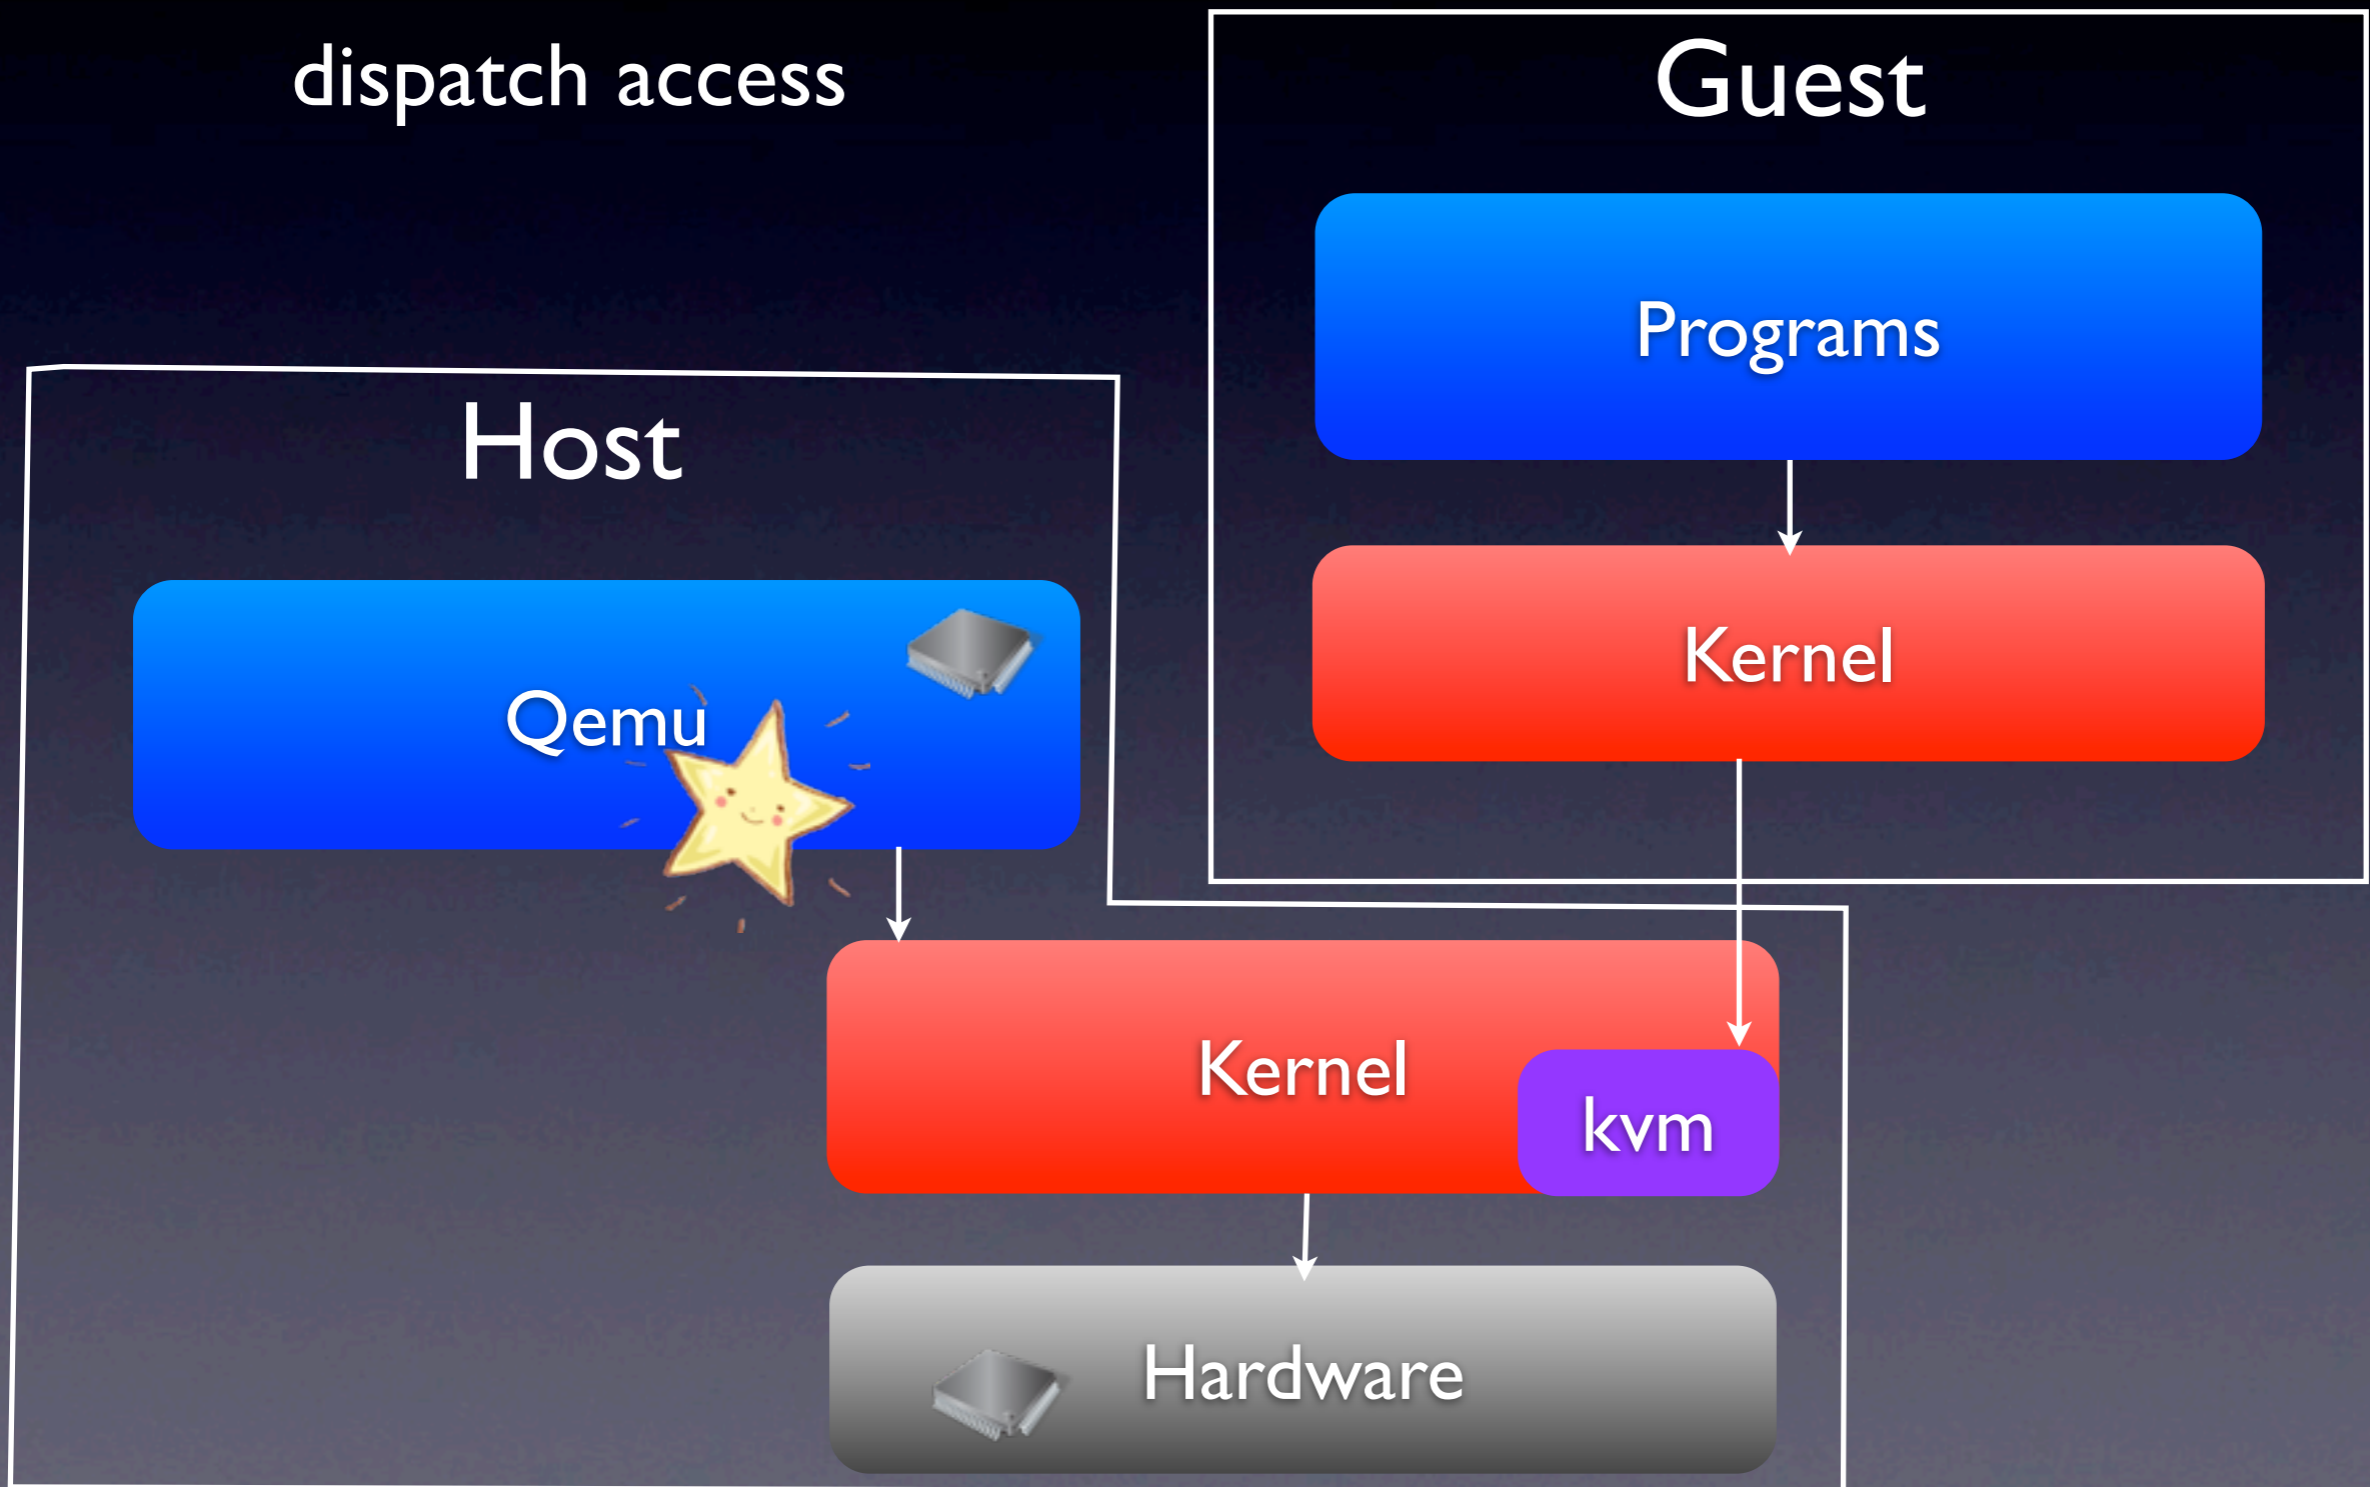 dispatch access
Guest
Programs
Host
Kernel
Qemu
Kernel
kvm
Hardware